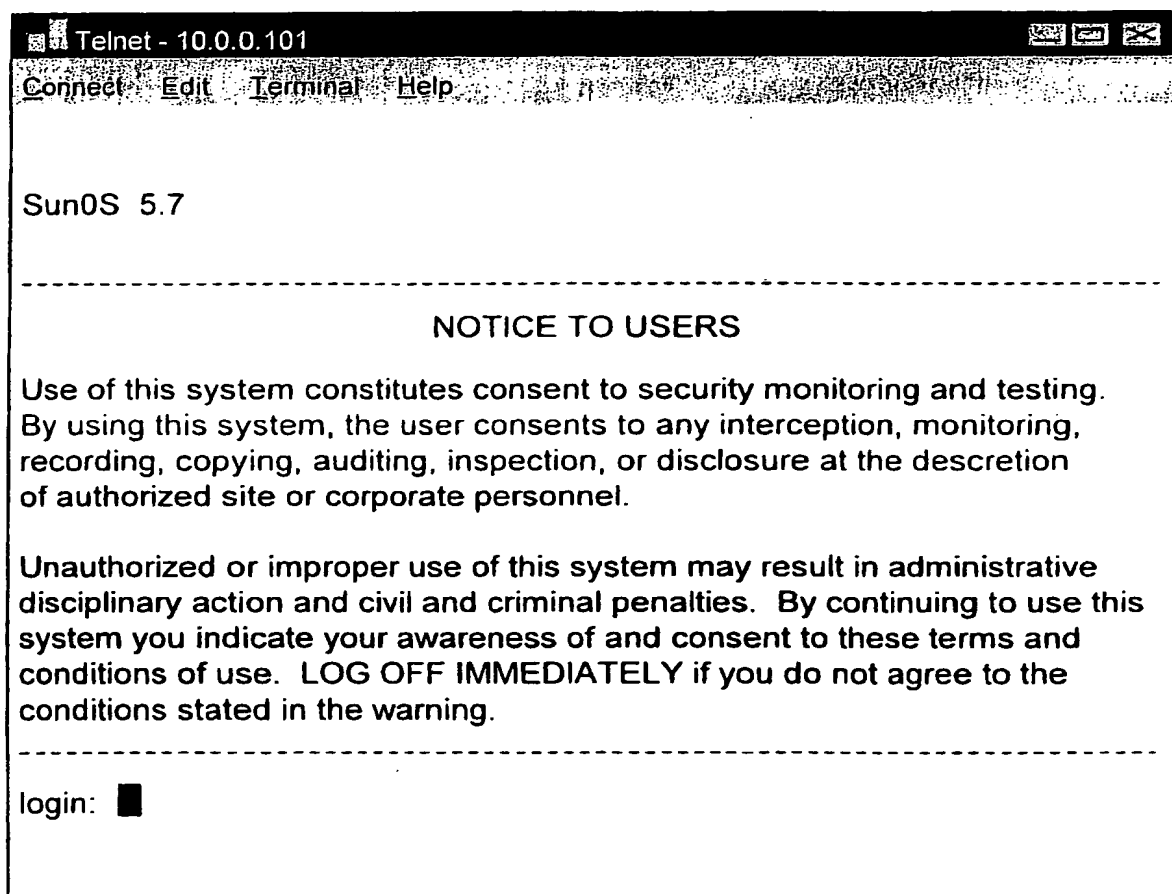 Telnet - 10.0.0.101
Connect Edit Terminal Help
Sun0S 5.7
NOTICE TO USERS
Use of this system constitutes consent to security monitoring and testing.
By using this system, the user consents to any interception, monitoring,
recording, copying, auditing, inspection, or disclosure at the descretion
of authorized site or corporate personnel.
Unauthorized or improper use of this system may result in administrative
disciplinary action and civil and criminal penalties. By continuing to use this
system you indicate your awareness of and consent to these terms and
conditions of use. LOG OFF IMMEDIATELY if you do not agree to the
conditions stated in the warning.
login: